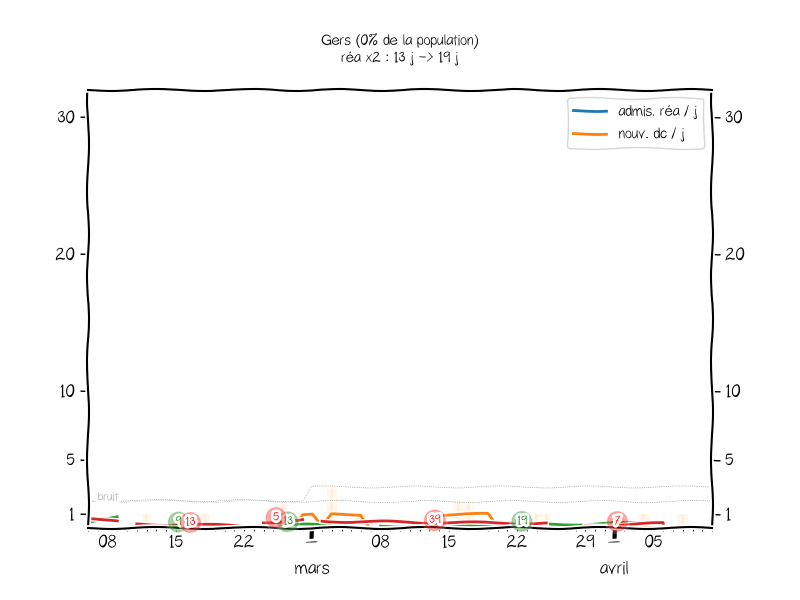 Gers (0% de la population)
réa x2 : 13 j -> 19 j
admis. réa / j
nouv. dc / j
30 30
20 20
10 10
5 5
bruit
1 1
13 5 13 39 19 7
08 15 22 08 15 22 29 05
mars avril